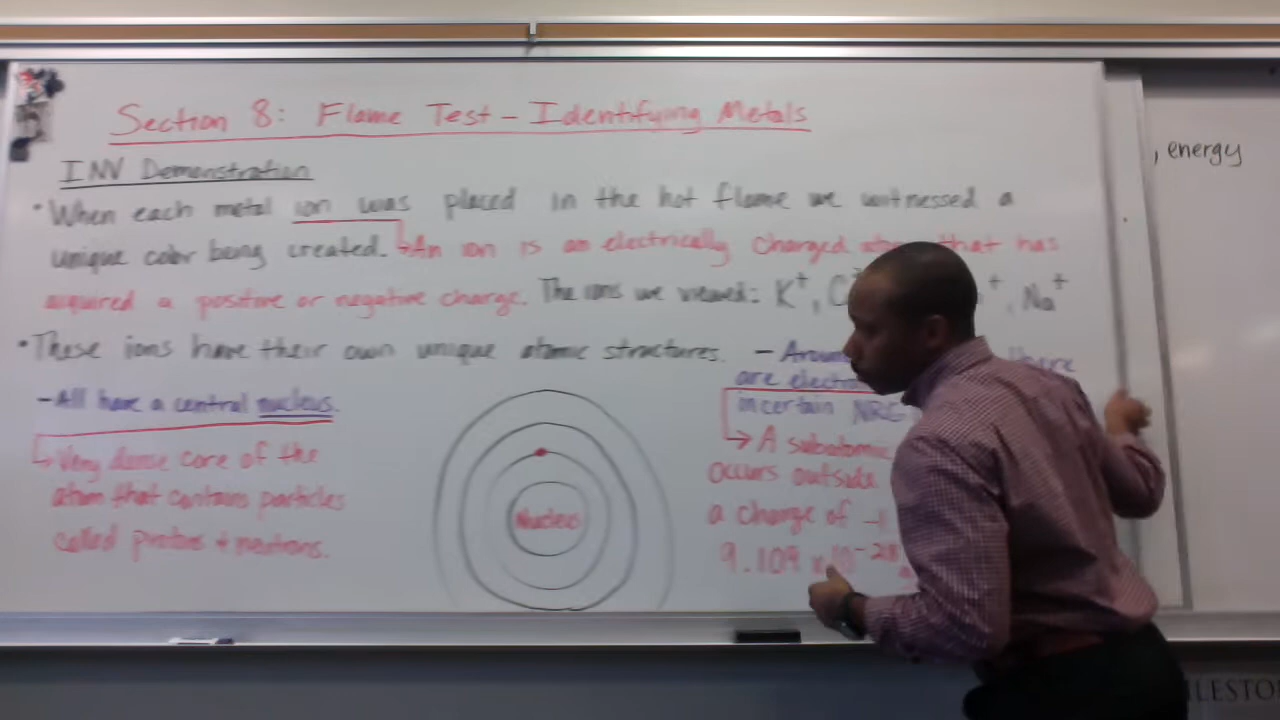 Section 8: Flame Test - Identifying Metals
, energy
INV Demonstration
• When each metal ion was placed in the hot flame we witnessed a
unique color being created. An ion is an electrically charged that has
acquired a positive or negative charge. The ions we viewed: K+, C +, Na+
• These ions have their own unique atomic structures.
- All have a central nucleus.
Very dense core of the
atom that contains particles
called protons + neutrons.
Nucleus
- here
are
in certain NRG
A subatomic
occurs outside
a charge of -1
9.109 x10-28